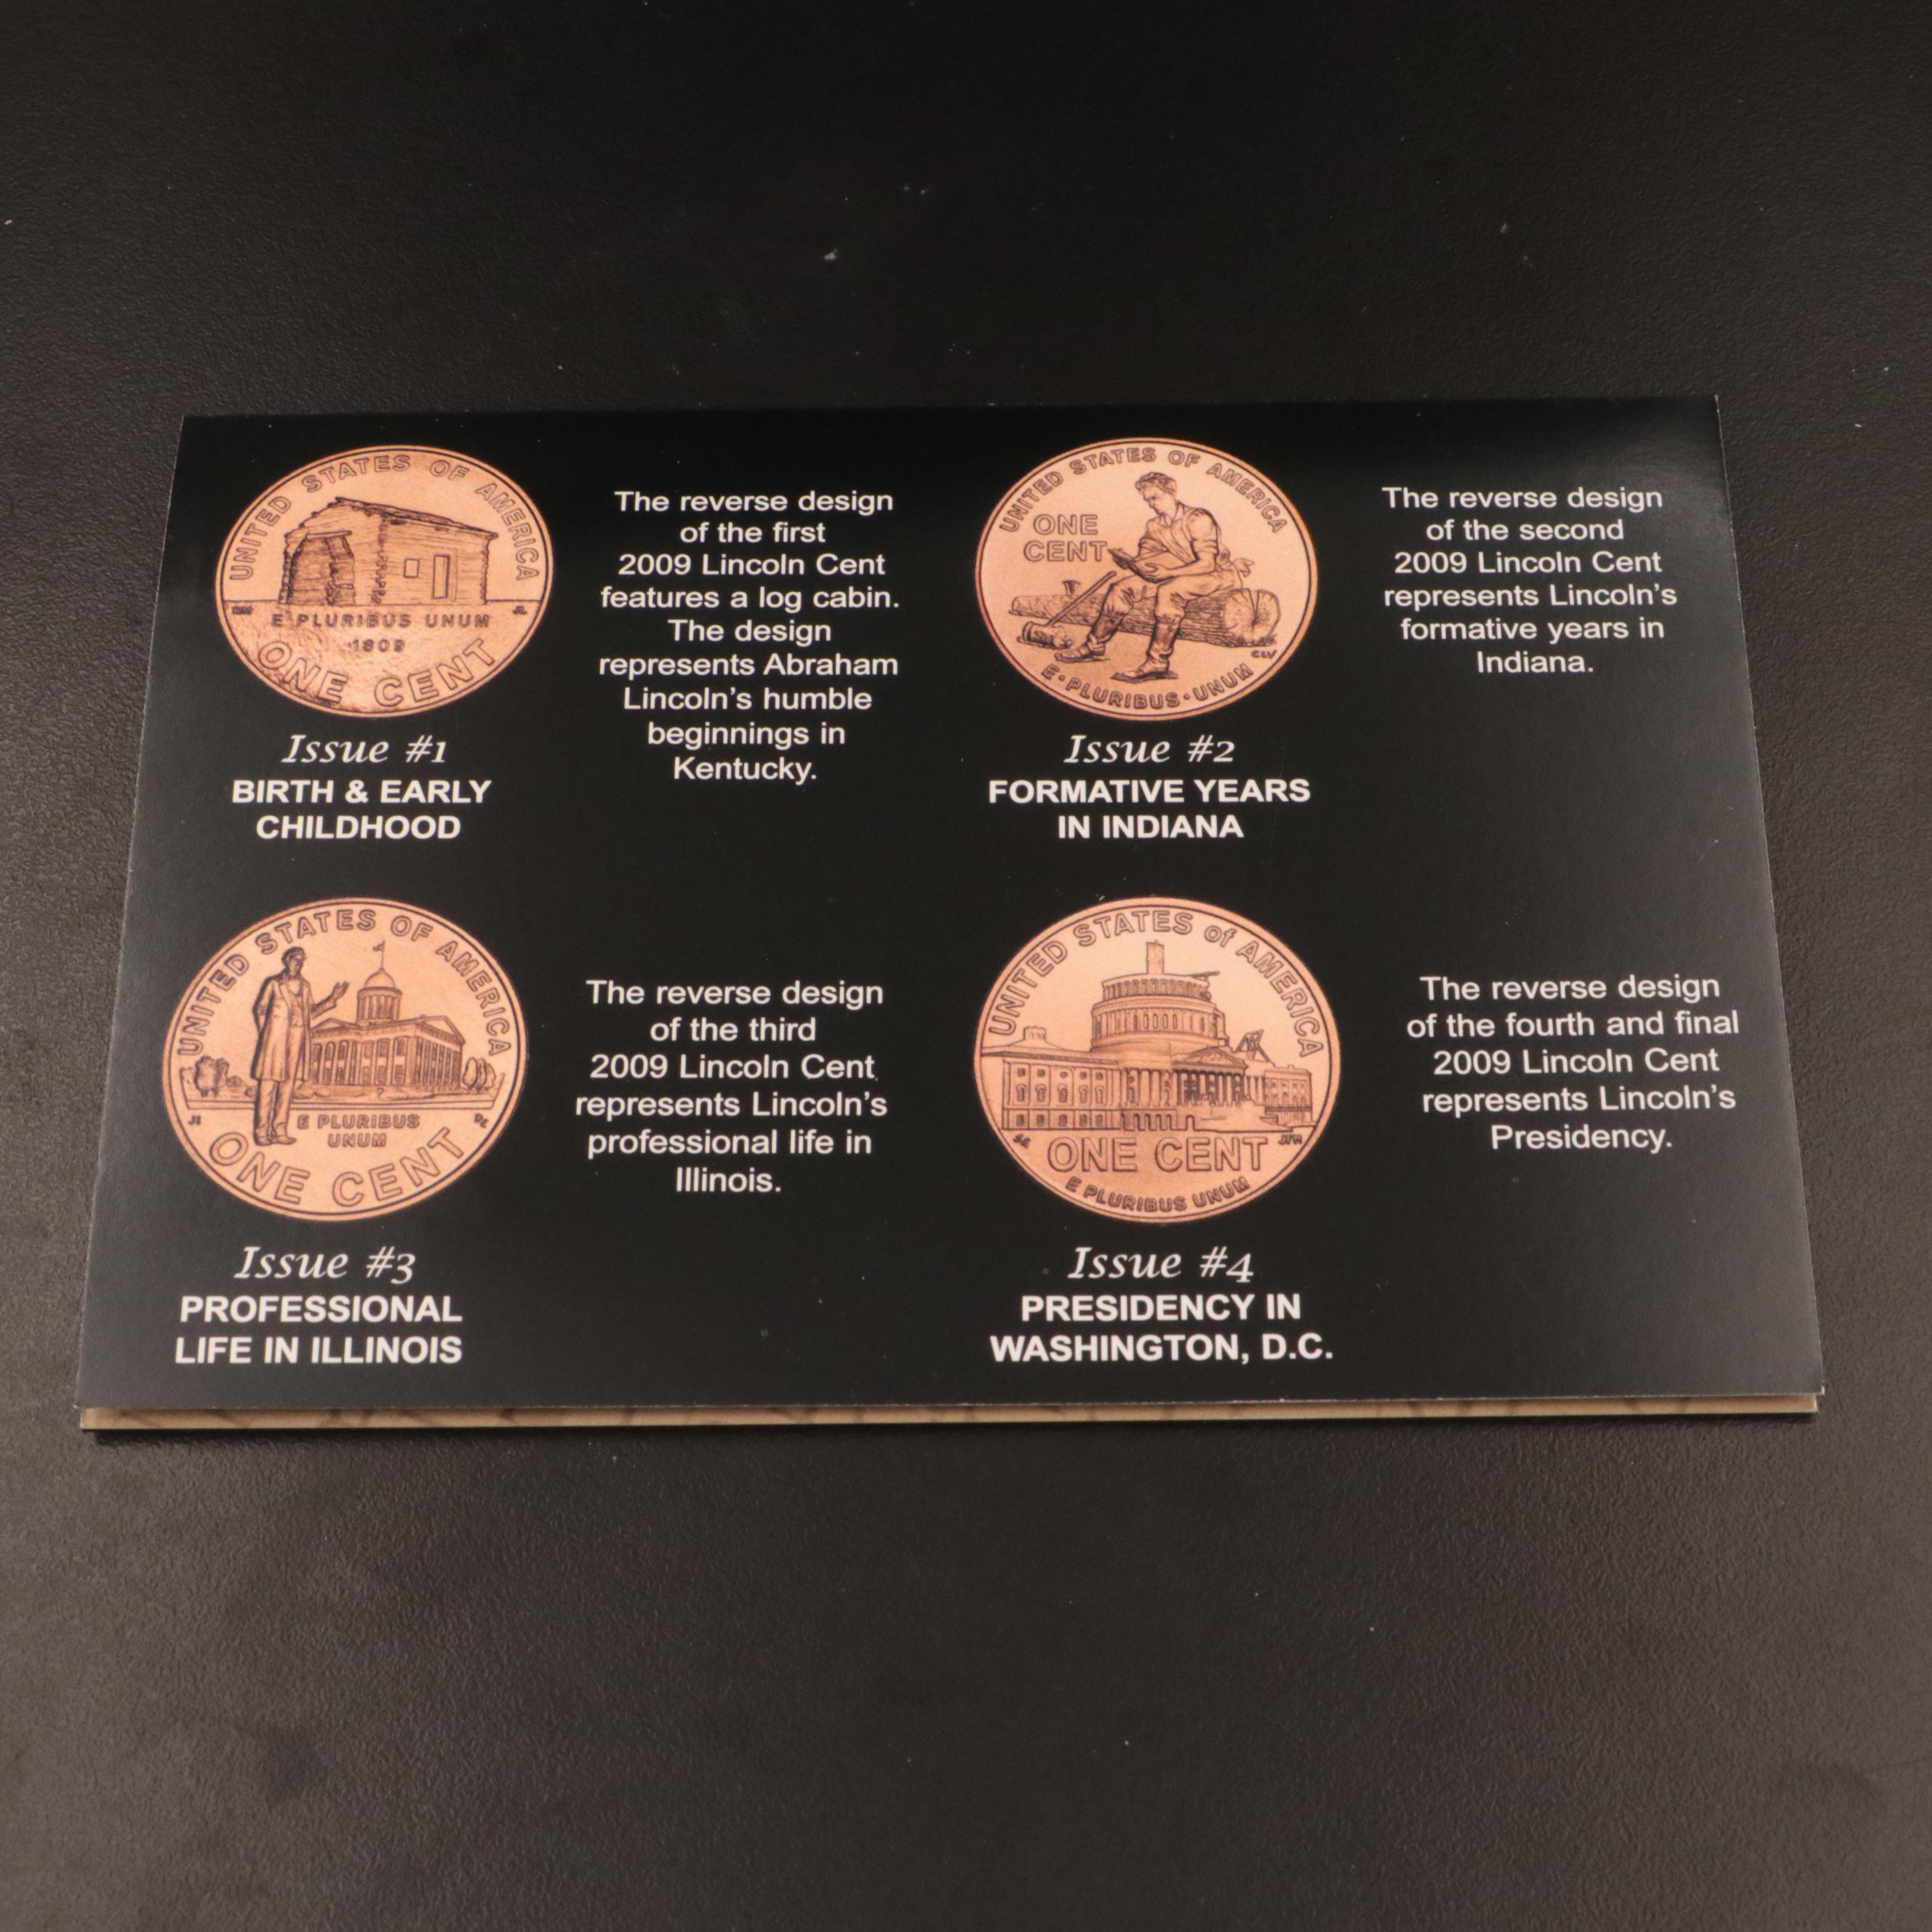 UNITED STATES OF AMERICA
E PLURIBUS UNUM
1809
ONE CENT
Issue #1
BIRTH & EARLY
CHILDHOOD
The reverse design
of the first
2009 Lincoln Cent
features a log cabin.
The design
represents Abraham
Lincoln's humble
beginnings in
Kentucky.
UNITED STATES OF AMERICA
ONE
CENT
CLV
E·PLURIBUS·UNUM
Issue #2
FORMATIVE YEARS
IN INDIANA
The reverse design
of the second
2009 Lincoln Cent
represents Lincoln's
formative years in
Indiana.
UNITED STATES OF AMERICA
E PLURIBUS
UNUM
ONE CENT
Issue #3
PROFESSIONAL
LIFE IN ILLINOIS
The reverse design
of the third
2009 Lincoln Cent
represents Lincoln's
professional life in
Illinois.
UNITED STATES of AMERICA
ONE CENT
E PLURIBUS UNUM
Issue #4
PRESIDENCY IN
WASHINGTON, D.C.
The reverse design
of the fourth and final
2009 Lincoln Cent
represents Lincoln's
Presidency.